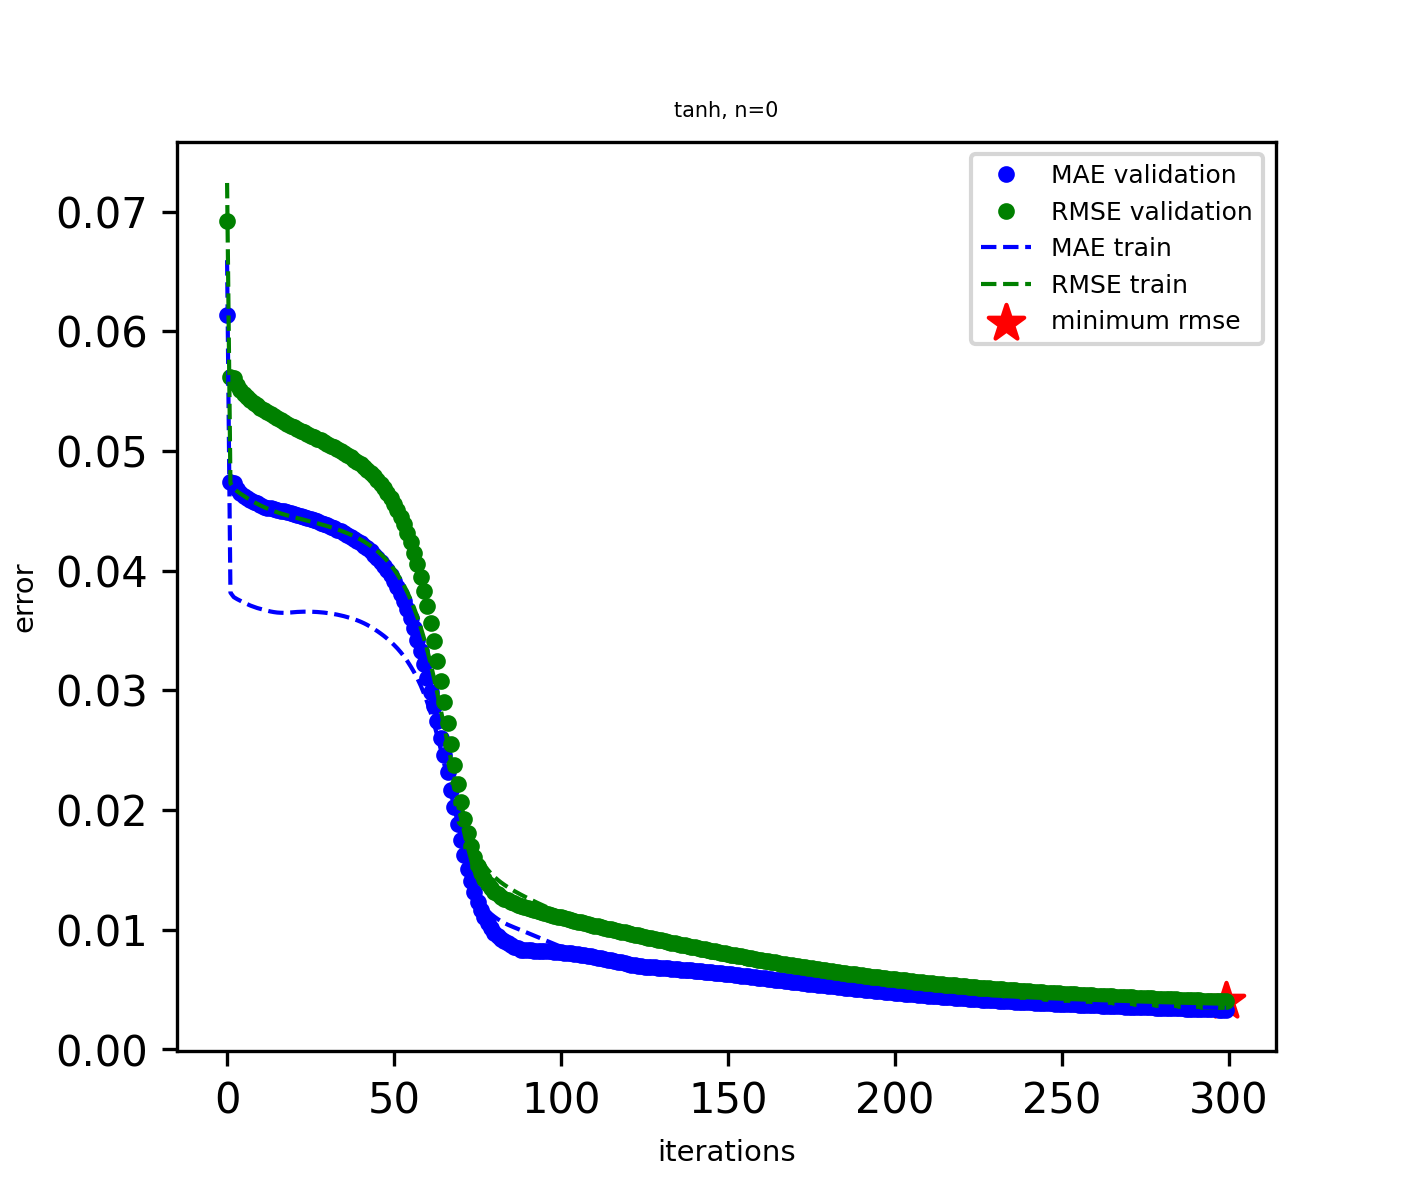 tanh, n=0
MAE validation
RMSE validation
MAE train
RMSE train
minimum rmse
error
0.07
0.06
0.05
0.04
0.03
0.02
0.01
0.00
0 50 100 150 200 250 300
iterations